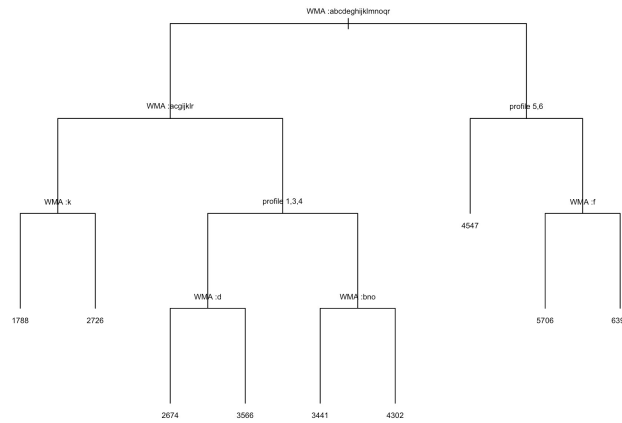 WMA :abcdeghijklmnoqr
WMA :acgijklr
profile 5,6
WMA :k
profile 1,3,4
WMA :f
4547
WMA :d
WMA :bno
1788
2726
5706
639
2674
3566
3441
4302